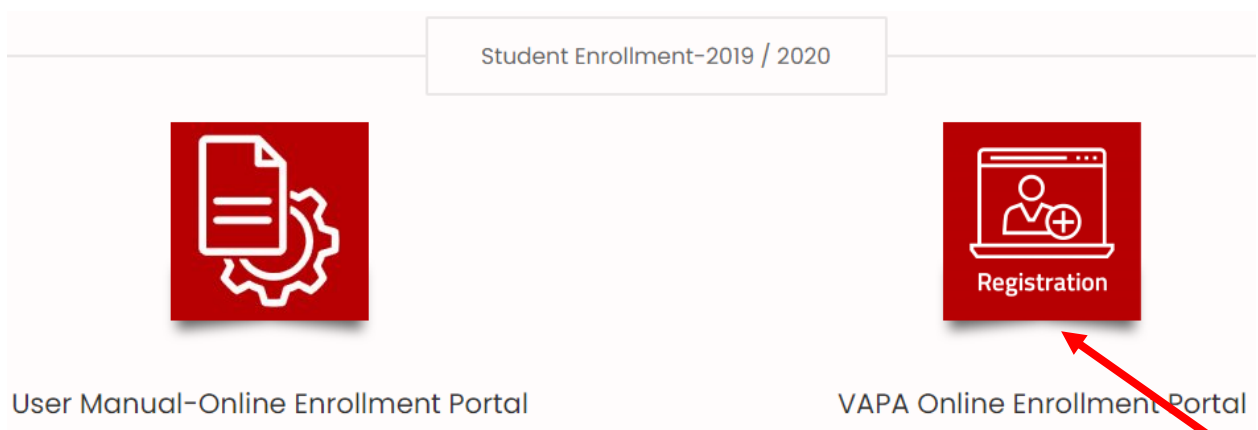 Student Enrollment-2019 / 2020
Registration
User Manual-Online Enrollment Portal
VAPA Online Enrollment Portal